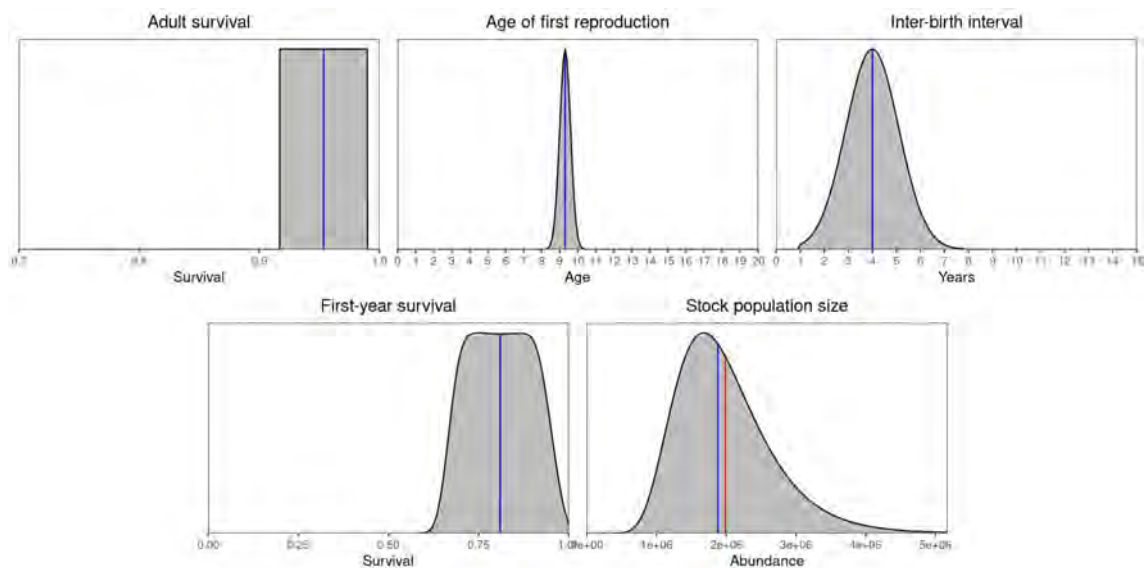 Adult survival
Age of first reproduction
Inter-birth interval
0.7 0.8 0.9 1.0
0 1 2 3 4 5 6 7 8 9 10 11 12 13 14 15 16 17 18 19 20
0 1 2 3 4 5 6 7 8 9 10 11 12 13 14 15
Survival
Age
Years
First-year survival
Stock population size
0.00 0.25 0.50 0.75 1.0
0e+00 1e+06 2e+06 3e+06 4e+06 5e+06
Survival
Abundance